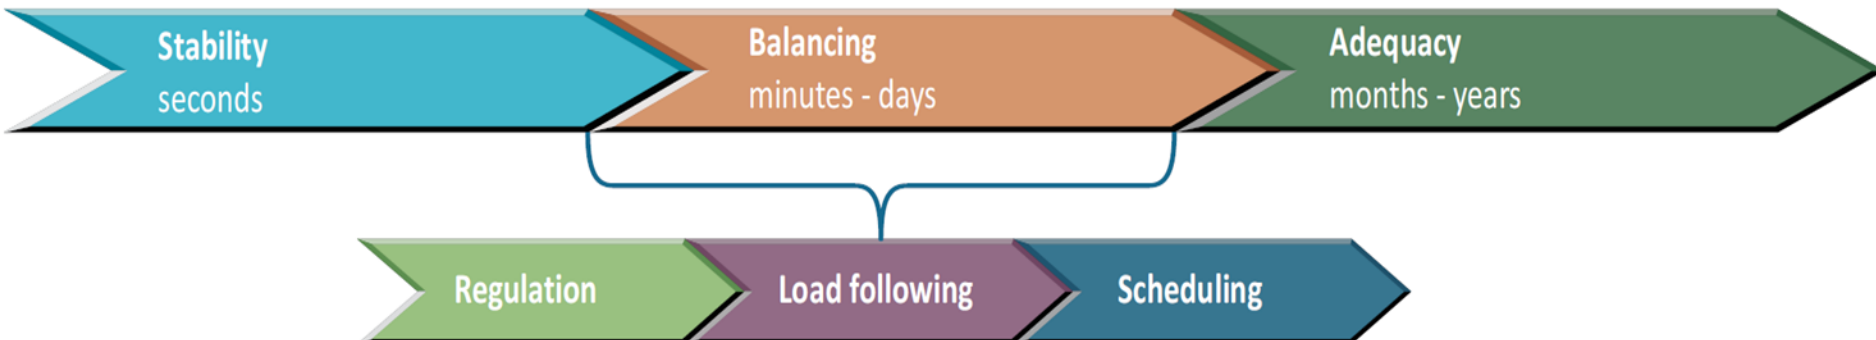 Stability
seconds
Balancing
minutes - days
Adequacy
months - years
Regulation
Load following
Scheduling